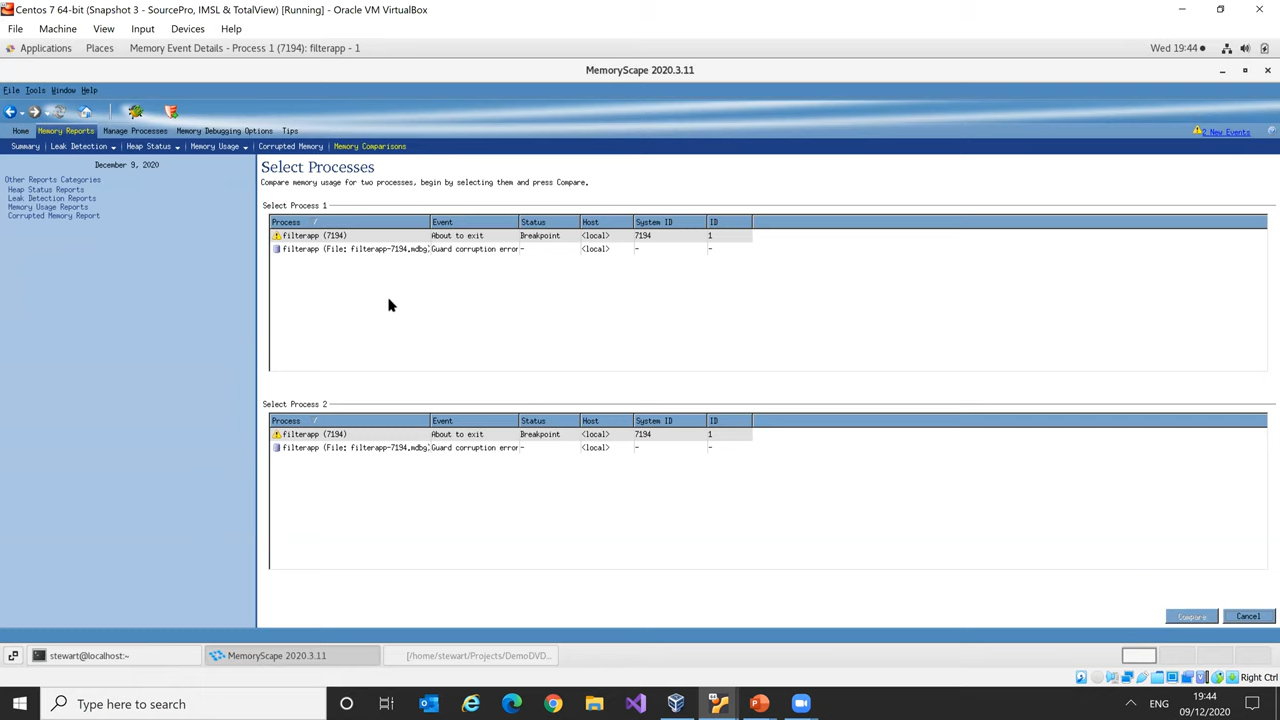 Centos 7 64-bit (Snapshot 3 - SourcePro, IMSL & TotalView) [Running] - Oracle VM VirtualBox
File Machine View Input Devices Help
Applications Places Memory Event Details - Process 1 (7194): filterapp - 1 Wed 19:44
MemoryScape 2020.3.11
File Tools Window Help
Home Memory Reports Manage Processes Memory Debugging Options Tips 2 New Events
Summary Leak Detection Heap Status Memory Usage Corrupted Memory Memory Comparisons
December 9, 2020
Other Reports Categories
Heap Status Reports
Leak Detection Reports
Memory Usage Reports
Corrupted Memory Report
Select Processes
Compare memory usage for two processes, begin by selecting them and press Compare.
Select Process 1
Process Event Status Host System ID ID
filterapp (7194) About to exit Breakpoint <local> 7194 1
filterapp (File: filterapp-7194.mdbg) Guard corruption error - <local> - -
Select Process 2
Process Event Status Host System ID ID
filterapp (7194) About to exit Breakpoint <local> 7194 1
filterapp (File: filterapp-7194.mdbg) Guard corruption error - <local> - -
Compare Cancel
stewart@localhost:~ MemoryScape 2020.3.11 [/home/stewart/Projects/DemoDVD...
Right Ctrl
Type here to search
ENG
19:44
09/12/2020